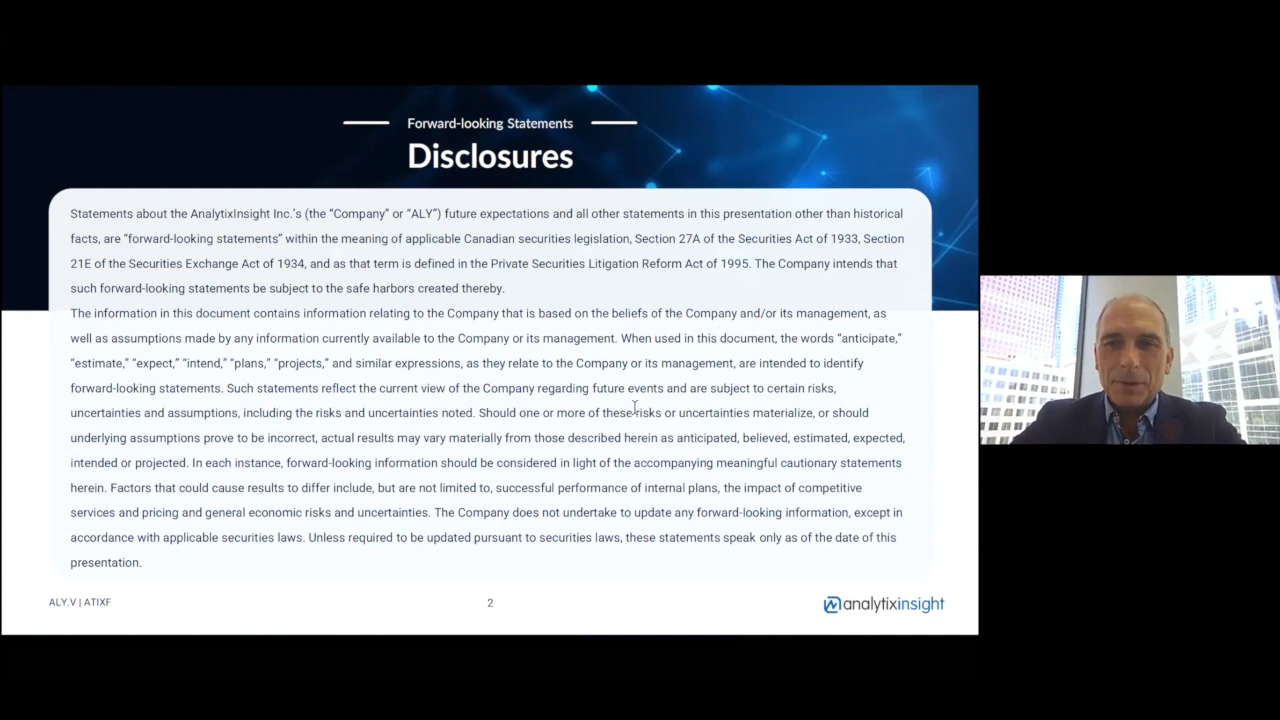 Forward-looking Statements
Disclosures
Statements about the AnalytixInsight Inc.'s (the “Company” or “ALY”) future expectations and all other statements in this presentation other than historical
facts, are “forward-looking statements” within the meaning of applicable Canadian securities legislation, Section 27A of the Securities Act of 1933, Section
21E of the Securities Exchange Act of 1934, and as that term is defined in the Private Securities Litigation Reform Act of 1995. The Company intends that
such forward-looking statements be subject to the safe harbors created thereby.
The information in this document contains information relating to the Company that is based on the beliefs of the Company and/or its management, as
well as assumptions made by any information currently available to the Company or its management. When used in this document, the words “anticipate,”
“estimate,” “expect,” “intend,” “plans,” “projects,” and similar expressions, as they relate to the Company or its management, are intended to identify
forward-looking statements. Such statements reflect the current view of the Company regarding future events and are subject to certain risks,
uncertainties and assumptions, including the risks and uncertainties noted. Should one or more of these risks or uncertainties materialize, or should
underlying assumptions prove to be incorrect, actual results may vary materially from those described herein as anticipated, believed, estimated, expected,
intended or projected. In each instance, forward-looking information should be considered in light of the accompanying meaningful cautionary statements
herein. Factors that could cause results to differ include, but are not limited to, successful performance of internal plans, the impact of competitive
services and pricing and general economic risks and uncertainties. The Company does not undertake to update any forward-looking information, except in
accordance with applicable securities laws. Unless required to be updated pursuant to securities laws, these statements speak only as of the date of this
presentation.
ALY.V | ATIXF
2
analytixinsight